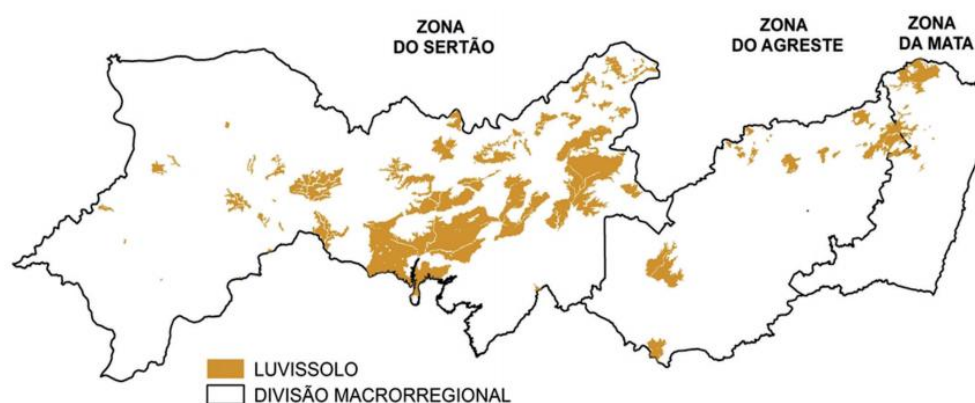 ZONA
DO SERTÃO
ZONA
DO AGRESTE
ZONA
DA MATA
LUVISSOLO
DIVISÃO MACRORREGIONAL